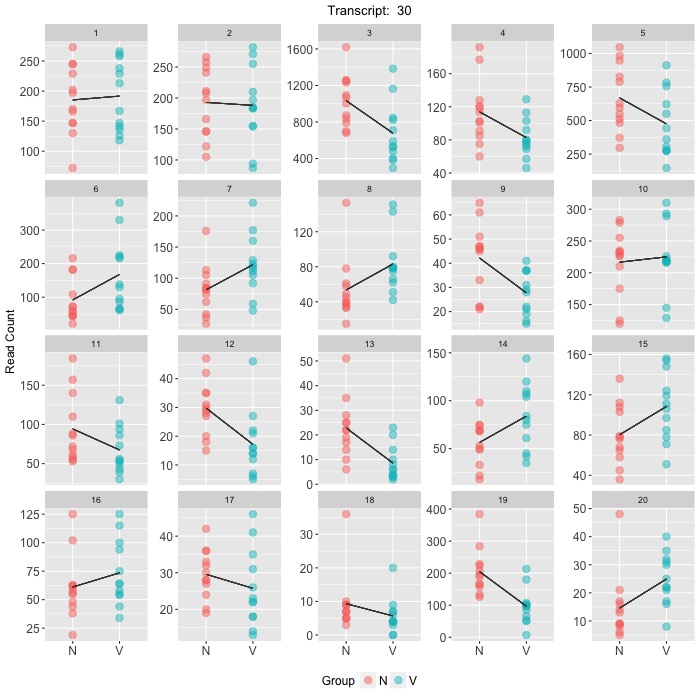 Transcript: 30
1 2 3 4 5
250 200 150 100
250 200 150 100
1600 1200 800 400
160 120 80 40
1000 750 500 250
6 7 8 9 10
300 200 100
200 150 100 50
120 80 40
60 50 40 30 20
300 250 200 150
Read Count
11 12 13 14 15
150 100 50
40 30 20 10
50 40 30 20 10 0
150 100 50
160 120 80 40
16 17 18 19 20
125 100 75 50 25
40 30 20
30 20 10 0
400 300 200 100 0
50 40 30 20 10
N V N V N V N V N V
Group N V